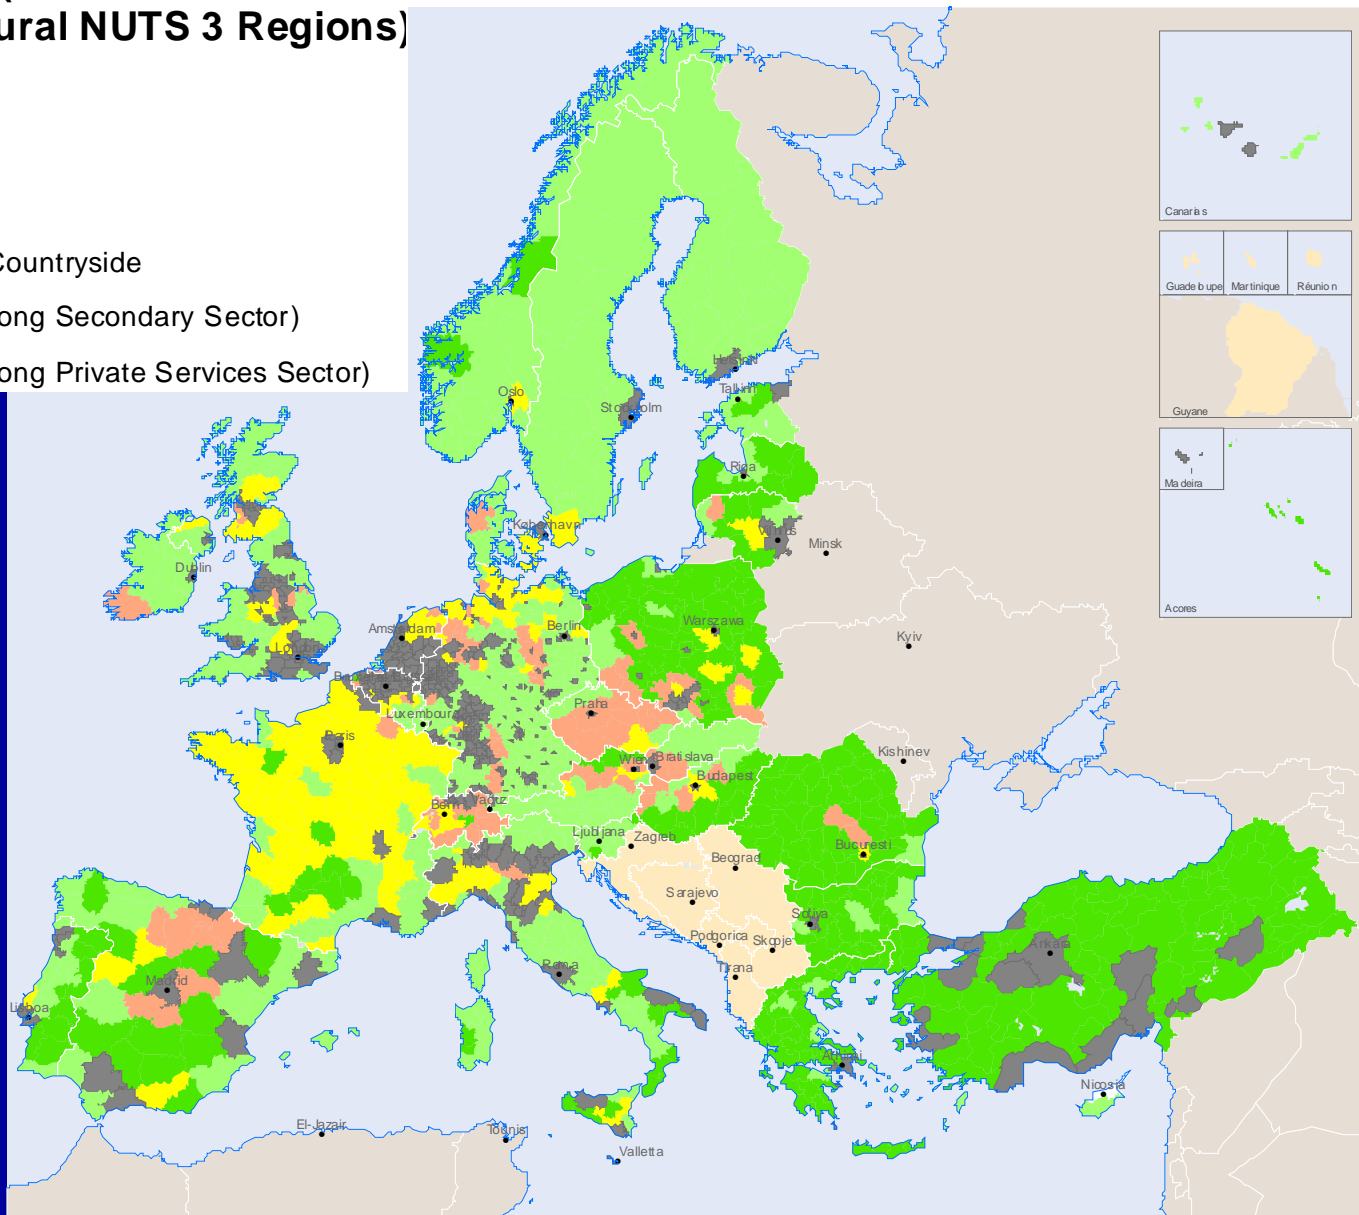 ural NUTS 3 Regions)
Countryside
ong Secondary Sector)
ong Private Services Sector)
Canarias
Guadeloupe
Martinique
Réunion
Guyane
Madeira
Acores
Helsinki
Oslo
Tallinn
Stockholm
Riga
København
Vilnius
Minsk
Dublin
Amsterdam
Berlin
Warszawa
Kyiv
London
Luxembourg
Praha
Paris
Kishinev
Wien
Bratislava
Budapest
Bern
Vaduz
Ljubljana
Zagreb
Bucuresti
Beograd
Sarajevo
Sofiya
Podgorica
Skopje
Ankara
Roma
Tirana
Madrid
Lisboa
Athinai
Nicosia
El-Jazair
Tounis
Valletta